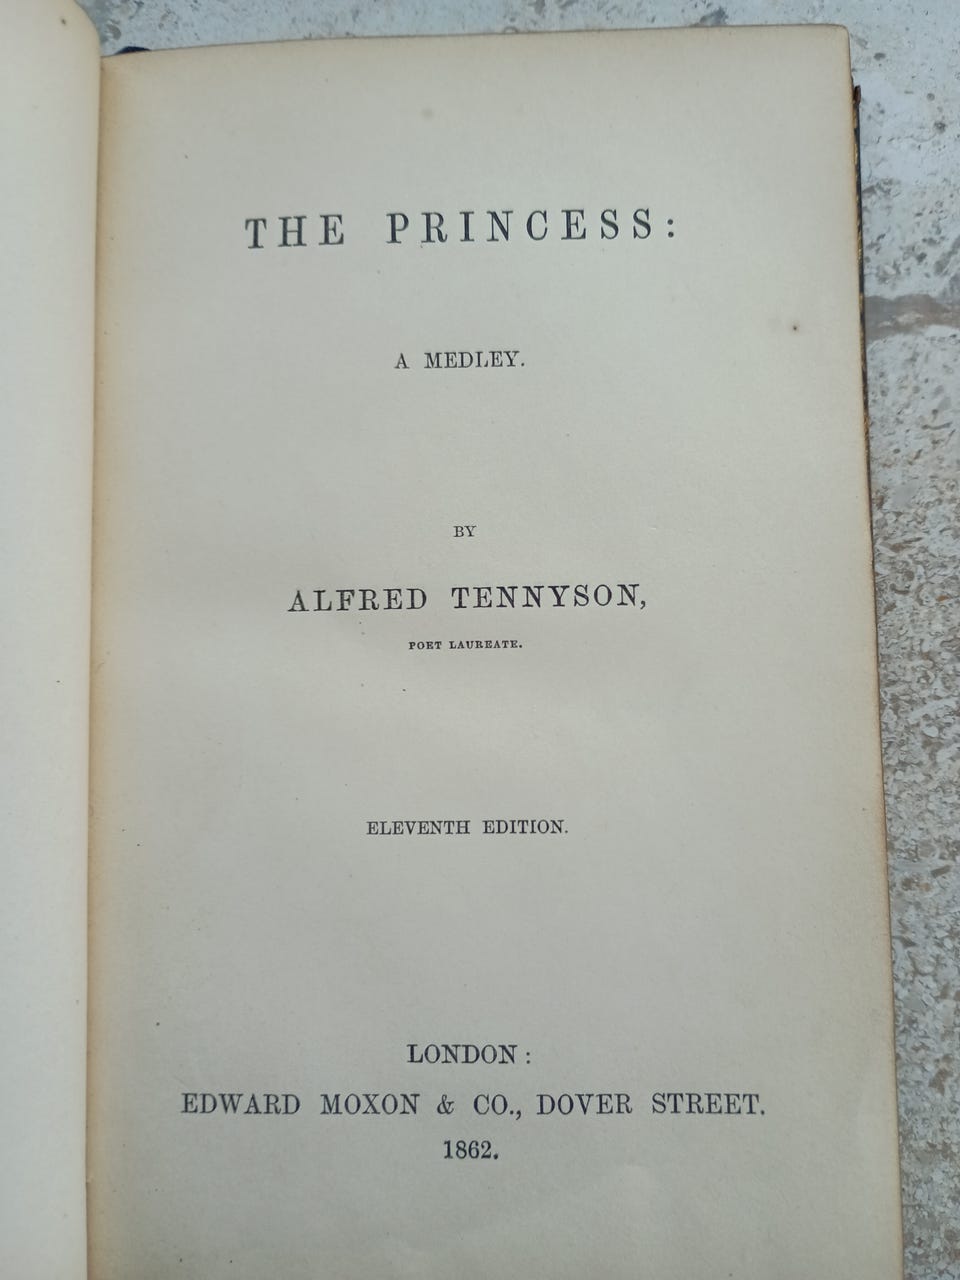 THE PRINCESS:
A MEDLEY.
BY
ALFRED TENNYSON,
POET LAUREATE.
ELEVENTH EDITION.
LONDON:
EDWARD MOXON & CO., DOVER STREET.
1862.